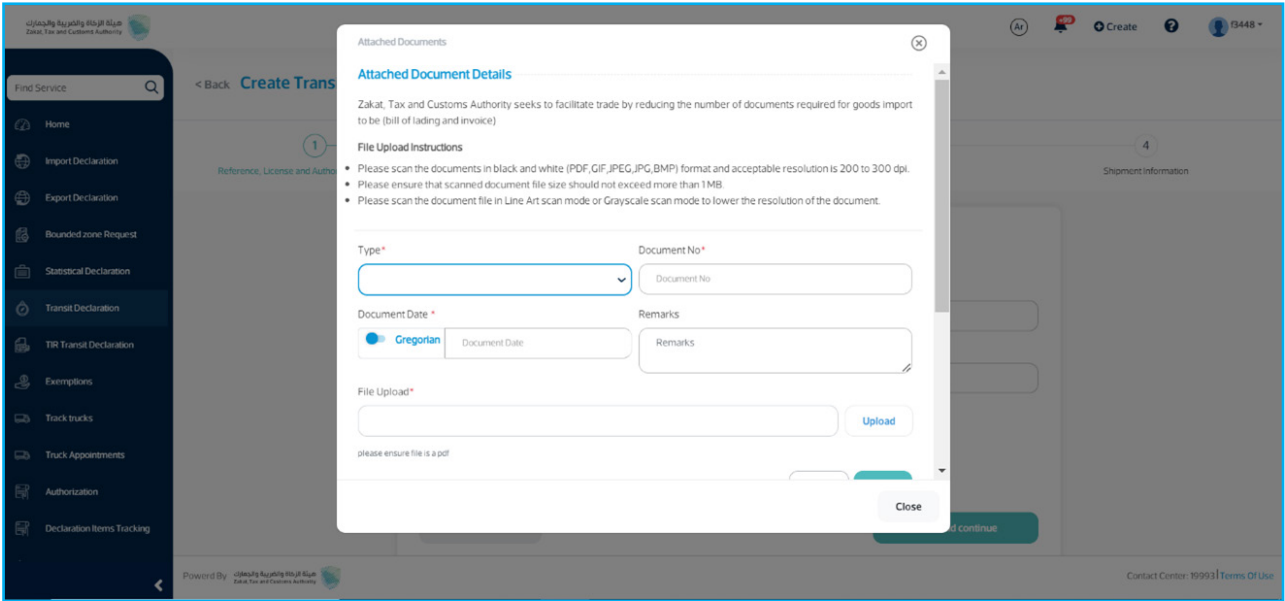 هيئة الزكاة والضريبة والجمارك
Zakat, Tax and Customs Authority
Ar
+99
Create
?
f3448
Find Service
Home
Import Declaration
Export Declaration
Bounded zone Request
Statistical Declaration
Transit Declaration
TIR Transit Declaration
Exemptions
Track trucks
Truck Appointments
Authorization
Declaration Items Tracking
< Back Create Trans
1
Reference, License and Autho
4
Shipment Information
Attached Documents
Attached Document Details
Zakat, Tax and Customs Authority seeks to facilitate trade by reducing the number of documents required for goods import
to be (bill of lading and invoice)
File Upload Instructions
• Please scan the documents in black and white (PDF,GIF,JPEG,JPG,BMP) format and acceptable resolution is 200 to 300 dpi.
• Please ensure that scanned document file size should not exceed more than 1 MB.
• Please scan the document file in Line Art scan mode or Grayscale scan mode to lower the resolution of the document.
Type* Document No*
Document No
Document Date * Remarks
Gregorian Document Date Remarks
File Upload*
Upload
please ensure file is a pdf
Close
d continue
Powerd By هيئة الزكاة والضريبة والجمارك
Zakat, Tax and Customs Authority
Contact Center: 19993| Terms Of Use